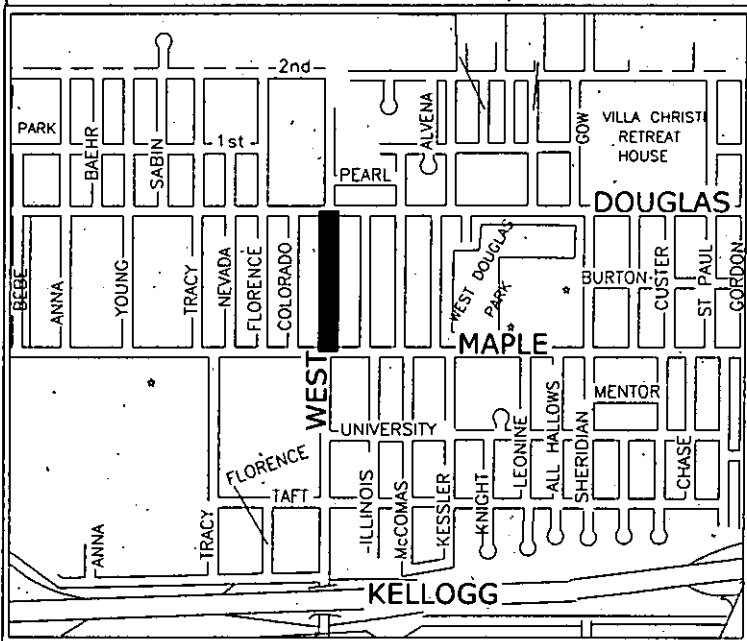 2nd
PARK
BAEHR
SABIN
1st
ALVENA
GOW
VILLA CHRISTI
RETREAT
HOUSE
PEARL
DOUGLAS
BEBE
ANNA
YOUNG
TRACY
NEVADA
FLORENCE
COLORADO
WEST DOUGLAS
PARK
BURTON
CUSTER
ST PAUL
GORDON
MAPLE
WEST
UNIVERSITY
MENTOR
FLORENCE
TAFT
ILLINOIS
McCOMAS
KESSLER
KNIGHT
LEONINE
ALL HALLOWS
SHERIDIAN
CHASE
ANNA
TRACY
KELLOGG